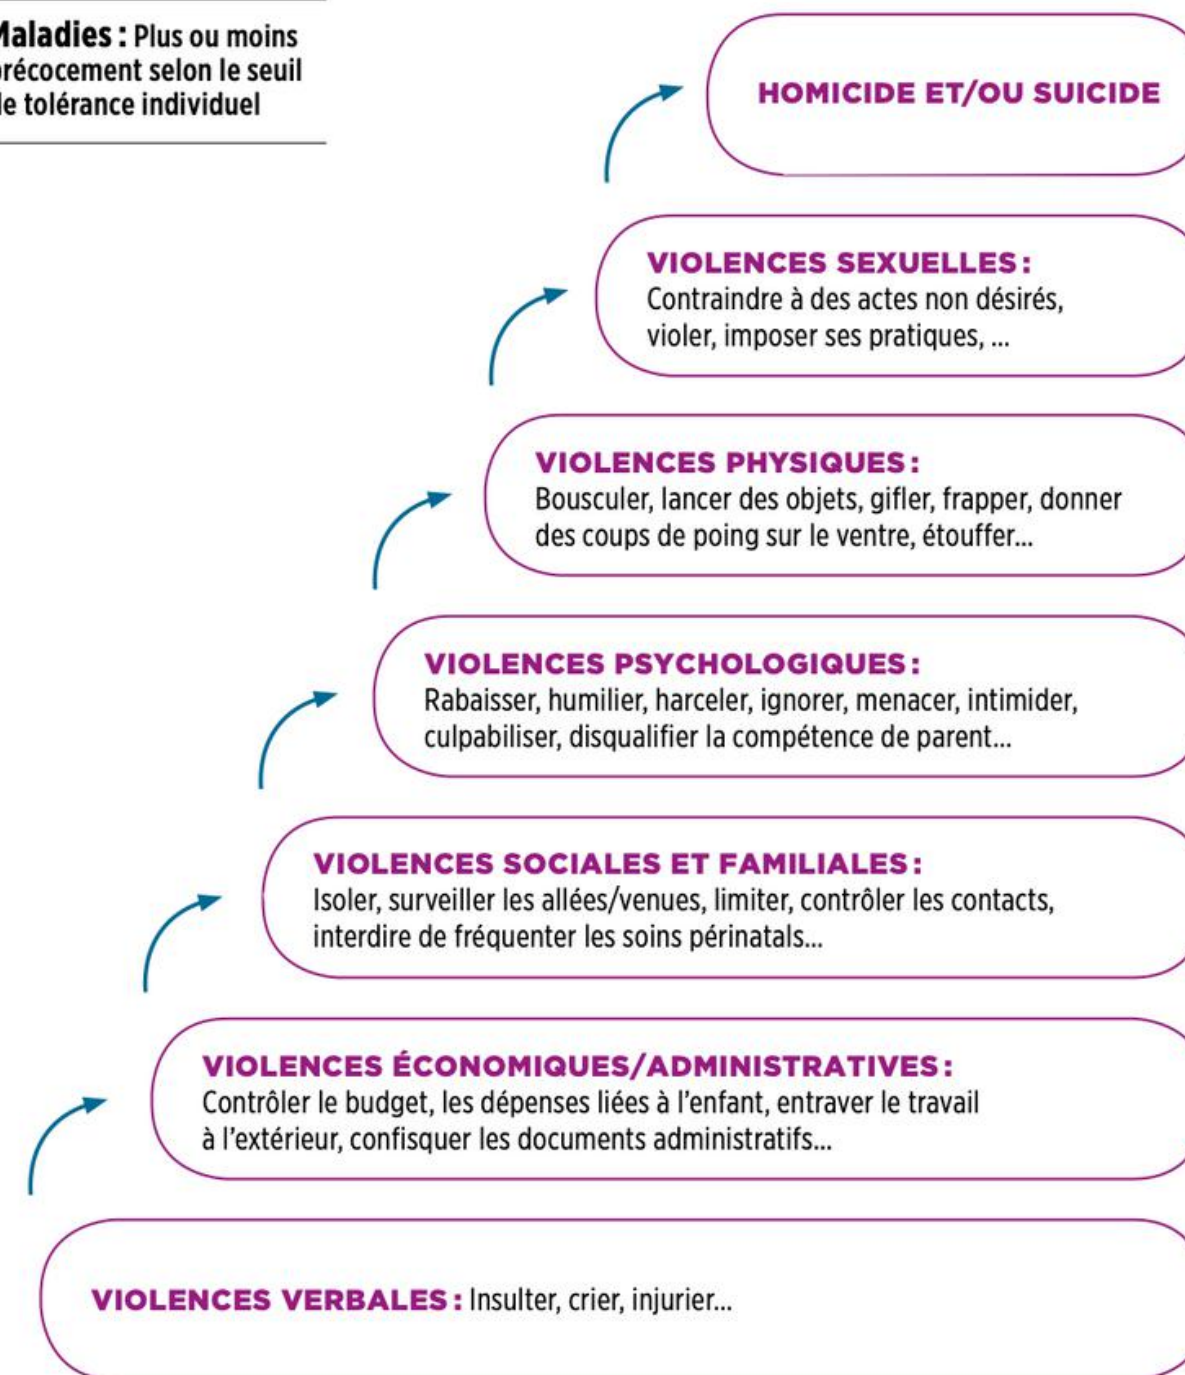 Maladies : Plus ou moins
précocement selon le seuil
de tolérance individuel
HOMICIDE ET/OU SUICIDE
VIOLENCES SEXUELLES :
Contraindre à des actes non désirés,
violer, imposer ses pratiques, ...
VIOLENCES PHYSIQUES :
Bousculer, lancer des objets, gifler, frapper, donner
des coups de poing sur le ventre, étouffer...
VIOLENCES PSYCHOLOGIQUES :
Rabaisser, humilier, harceler, ignorer, menacer, intimider,
culpabiliser, disqualifier la compétence de parent...
VIOLENCES SOCIALES ET FAMILIALES :
Isoler, surveiller les allées/venues, limiter, contrôler les contacts,
interdire de fréquenter les soins périnatals...
VIOLENCES ÉCONOMIQUES/ADMINISTRATIVES :
Contrôler le budget, les dépenses liées à l'enfant, entraver le travail
à l'extérieur, confisquer les documents administratifs...
VIOLENCES VERBALES : Insulter, crier, injurier...